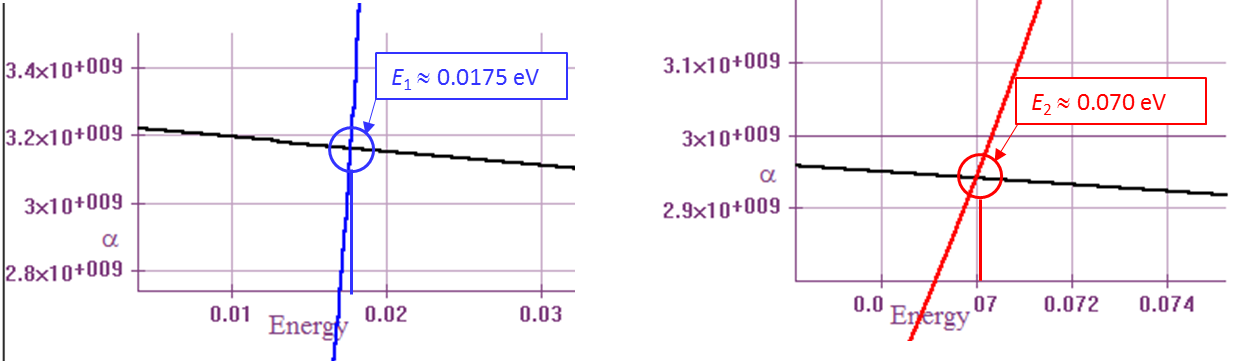 3.4×10+009
E1 ≈ 0.0175 eV
3.2×10+009
3×10+009
α
2.8×10+009
0.01 0.02 0.03
Energy
3.1×10+009
E2 ≈ 0.070 eV
3×10+009
α
2.9×10+009
0.0 07 0.072 0.074
Energy